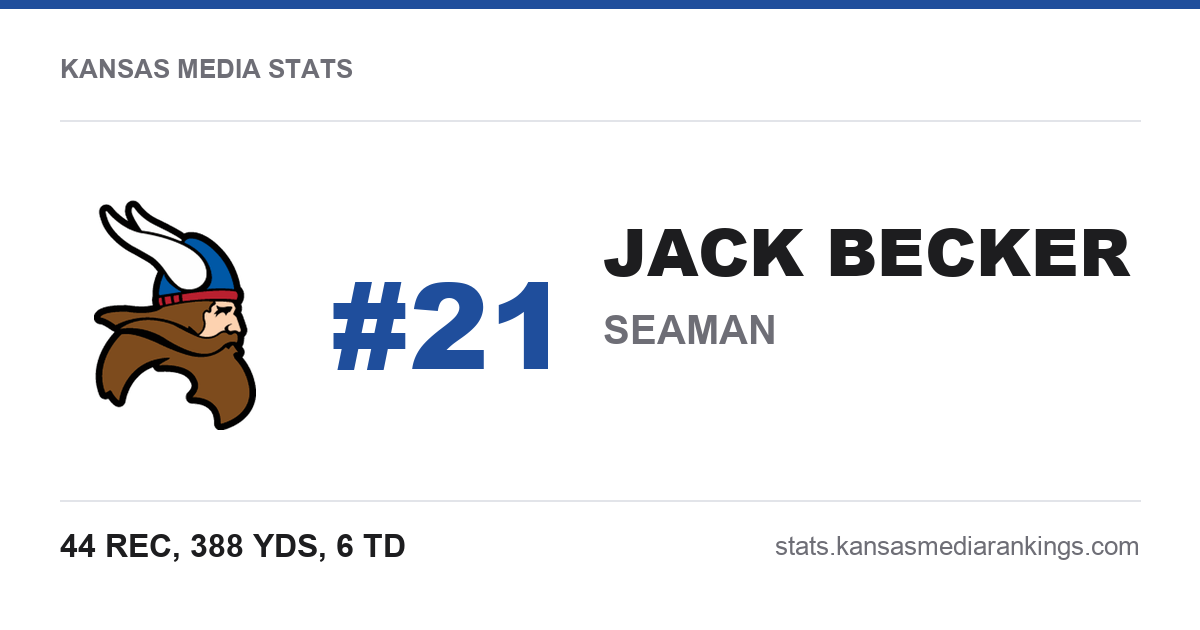 KANSAS MEDIA STATS
#21
JACK BECKER
SEAMAN
44 REC, 388 YDS, 6 TD
stats.kansasmediarankings.com